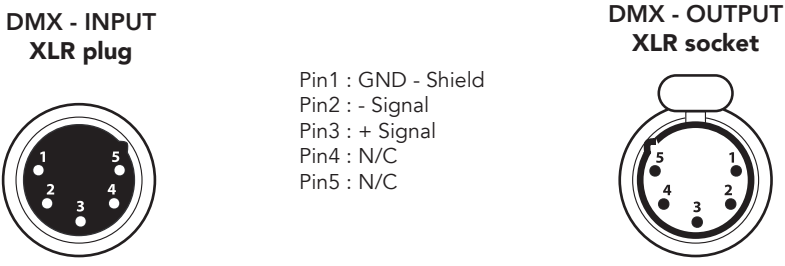 DMX - INPUT
XLR plug
DMX - OUTPUT
XLR socket
Pin1 : GND - Shield
Pin2 : - Signal
Pin3 : + Signal
Pin4 : N/C
Pin5 : N/C
1 5
2 4
3
5 1
4 2
3